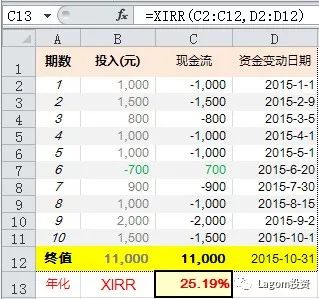 C13 =XIRR(C2:C12,D2:D12)
A B C D
1 期数 投入(元) 现金流 资金变动日期
2 1 1,000 -1,000 2015-1-1
3 2 1,500 -1,500 2015-2-9
4 3 800 -800 2015-3-5
5 4 1,000 -1,000 2015-4-1
6 5 1,000 -1,000 2015-5-1
7 6 -700 700 2015-6-20
8 7 900 -900 2015-7-30
9 8 1,000 -1,000 2015-8-15
10 9 2,000 -2,000 2015-9-2
11 10 1,500 -1,500 2015-10-1
12 终值 11,000 11,000 2015-10-31
13 年化 XIRR 25.19% Lagom投资